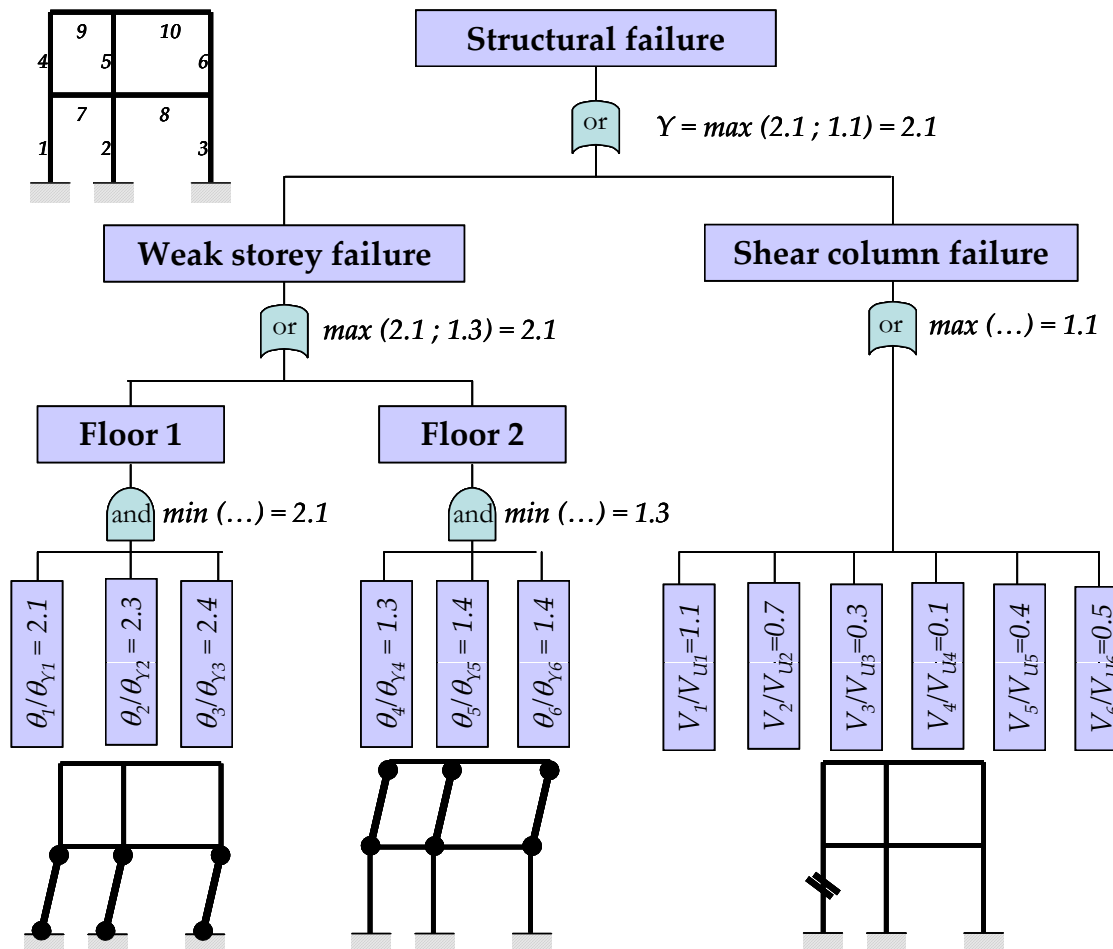 9 10
4 5 6
7 8
1 2 3
Structural failure
or
Y = max (2.1 ; 1.1) = 2.1
Weak storey failure
Shear column failure
or
max (2.1 ; 1.3) = 2.1
or
max (…) = 1.1
Floor 1
Floor 2
and
min (…) = 2.1
and
min (…) = 1.3
θ1/θY1 = 2.1
θ2/θY2 = 2.3
θ3/θY3 = 2.4
θ4/θY4 = 1.3
θ5/θY5 = 1.4
θ6/θY6 = 1.4
V1/VU1=1.1
V2/VU2=0.7
V3/VU3=0.3
V4/VU4=0.1
V5/VU5=0.4
V6/VU6=0.5